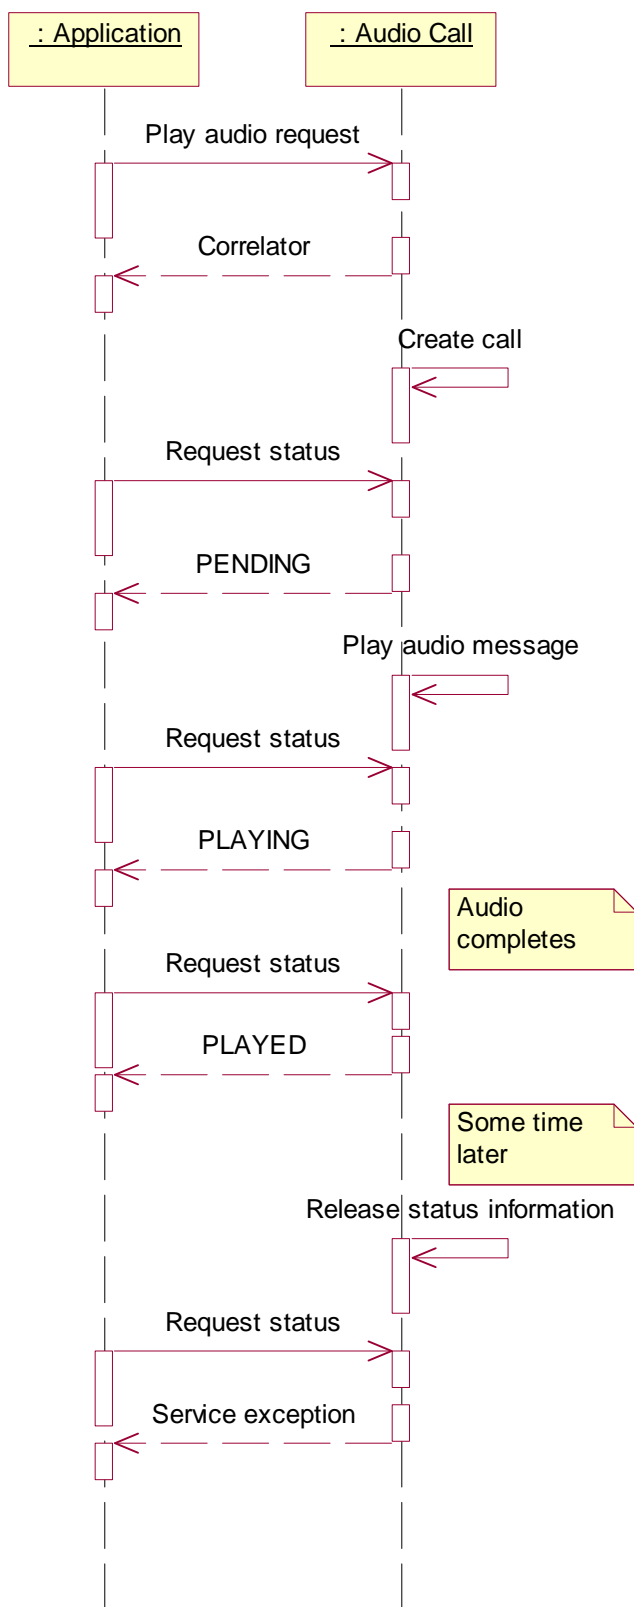 : Application
: Audio Call
Play audio request
Correlator
Create call
Request status
PENDING
Play audio message
Request status
PLAYING
Audio
completes
Request status
PLAYED
Some time
later
Release status information
Request status
Service exception